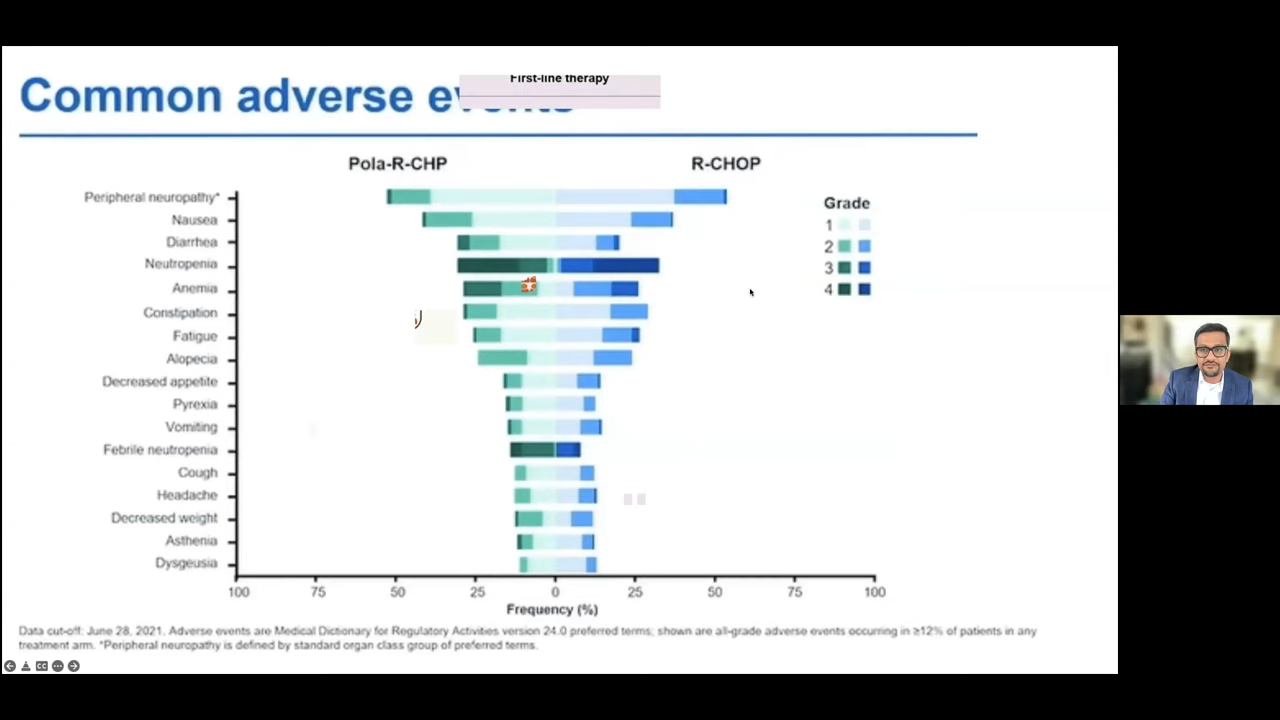 First-line therapy
Common adverse events
Pola-R-CHP
R-CHOP
Peripheral neuropathy*
Nausea
Diarrhea
Neutropenia
Anemia
Constipation
Fatigue
Alopecia
Decreased appetite
Pyrexia
Vomiting
Febrile neutropenia
Cough
Headache
Decreased weight
Asthenia
Dysgeusia
Grade
1
2
3
4
100 75 50 25 0 25 50 75 100
Frequency (%)
Data cut-off: June 28, 2021. Adverse events are Medical Dictionary for Regulatory Activities version 24.0 preferred terms; shown are all-grade adverse events occurring in ≥12% of patients in any
treatment arm. *Peripheral neuropathy is defined by standard organ class group of preferred terms.